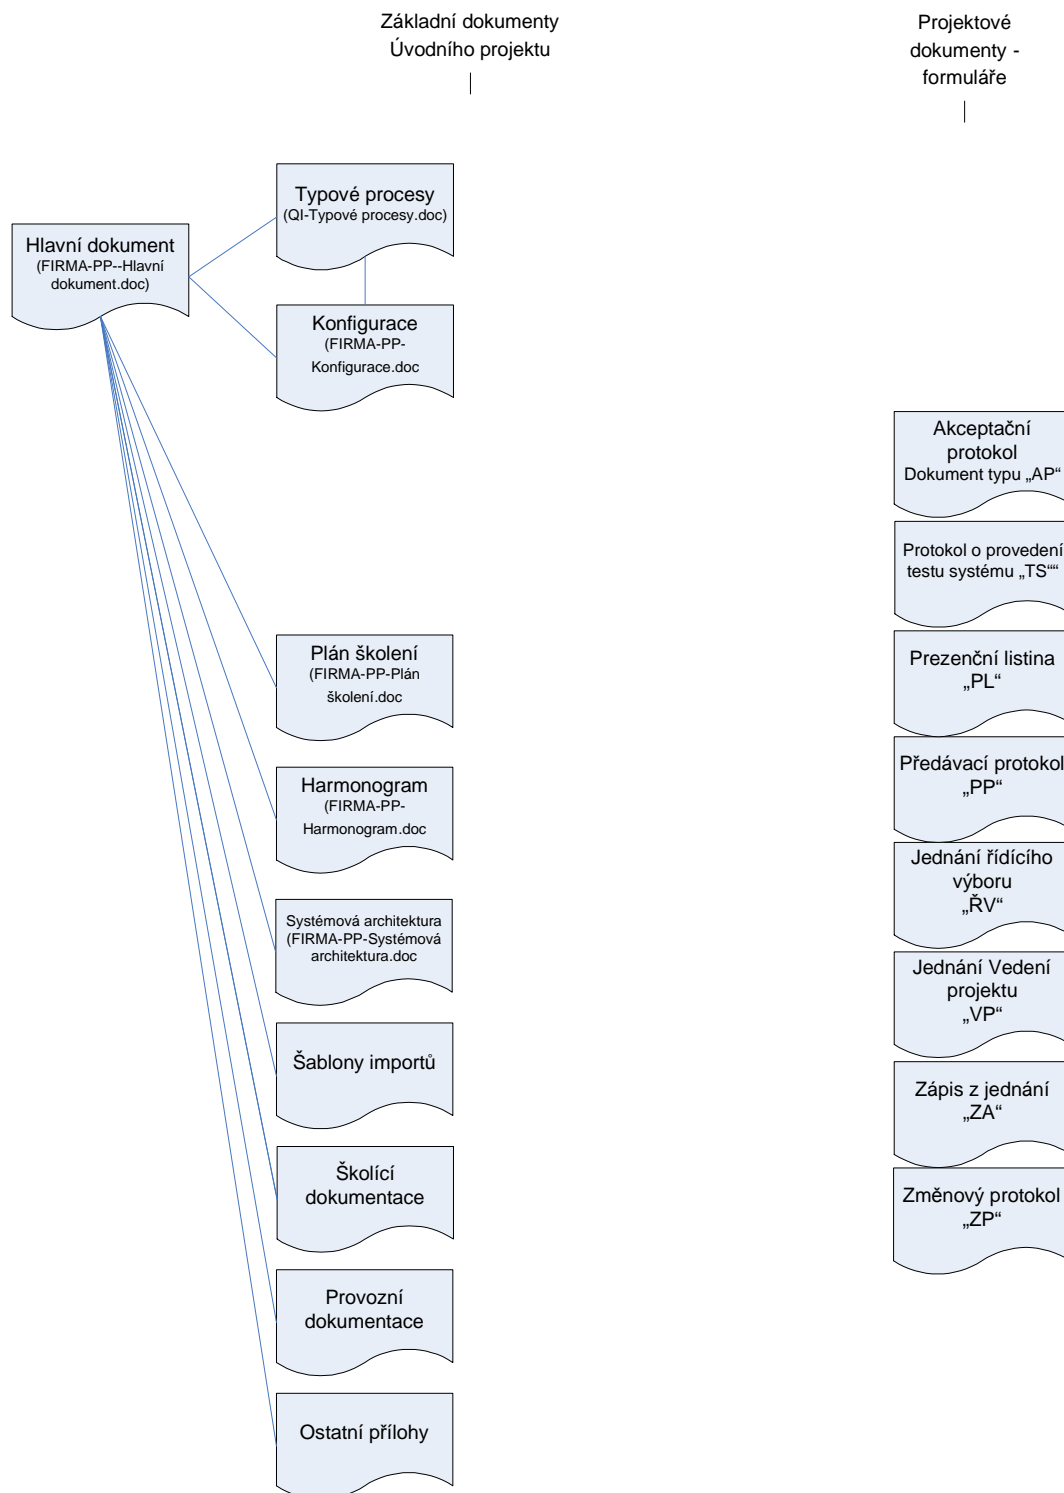 Základní dokumenty
Úvodního projektu
Projektové
dokumenty -
formuláře
Typové procesy
(QI-Typové procesy.doc)
Hlavní dokument
(FIRMA-PP--Hlavní
dokument.doc)
Konfigurace
(FIRMA-PP-
Konfigurace.doc
Plán školení
(FIRMA-PP-Plán
školení.doc
Harmonogram
(FIRMA-PP-
Harmonogram.doc
Systémová architektura
(FIRMA-PP-Systémová
architektura.doc
Šablony importů
Školící
dokumentace
Provozní
dokumentace
Ostatní přílohy
Akceptační
protokol
Dokument typu „AP“
Protokol o provedení
testu systému „TS““
Prezenční listina
„PL“
Předávací protokol
„PP“
Jednání řídícího
výboru
„ŘV“
Jednání Vedení
projektu
„VP“
Zápis z jednání
„ZA“
Změnový protokol
„ZP“